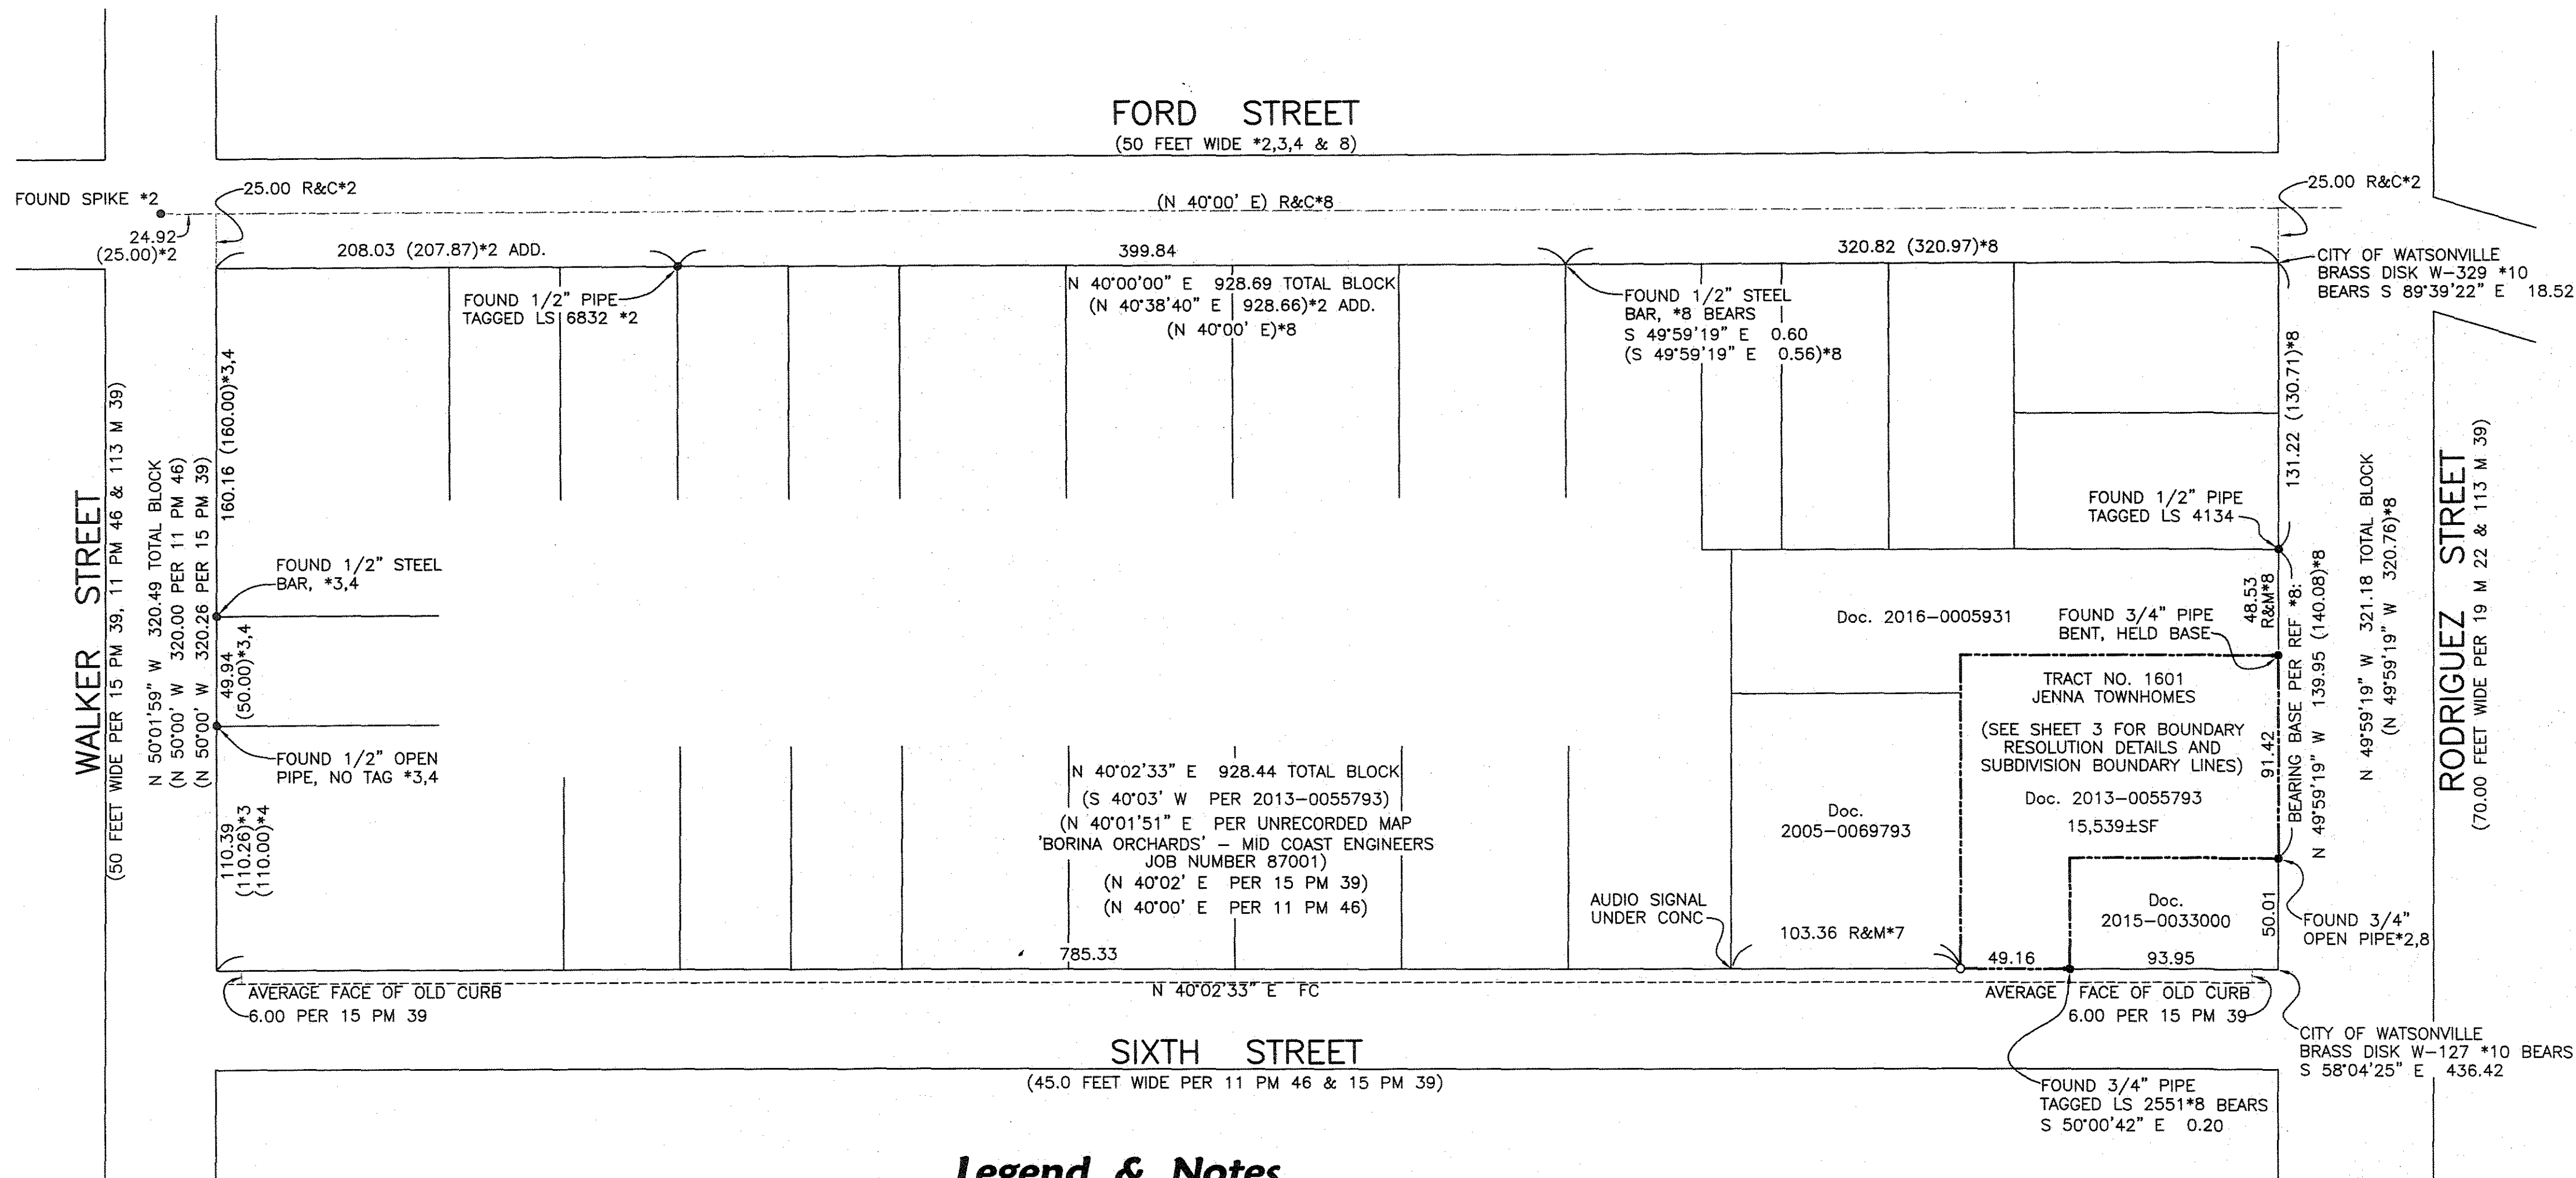 FORD STREET
(50 FEET WIDE *2,3,4 & 8)
FOUND SPIKE *2
25.00 R&C*2
24.92
(25.00)*2
(N 40°00' E) R&C*8
25.00 R&C*2
208.03 (207.87)*2 ADD.
399.84
320.82 (320.97)*8
CITY OF WATSONVILLE
BRASS DISK W-329 *10
BEARS S 89°39'22" E 18.52
FOUND 1/2" PIPE
TAGGED LS 6832 *2
N 40°00'00" E 928.69 TOTAL BLOCK
(N 40°38'40" E 928.66)*2 ADD.
(N 40°00' E)*8
FOUND 1/2" STEEL
BAR, *8 BEARS
S 49°59'19" E 0.60
(S 49°59'19" E 0.56)*8
WALKER STREET
(50 FEET WIDE PER 15 PM 39, 11 PM 46 & 113 M 39)
N 50°01'59" W 320.49 TOTAL BLOCK
(N 50°00' W 320.00 PER 11 PM 46)
(N 50°00' W 320.26 PER 15 PM 39)
160.16 (160.00)*3,4
FOUND 1/2" STEEL
BAR, *3,4
49.94
(50.00)*3,4
FOUND 1/2" OPEN
PIPE, NO TAG *3,4
110.39
(110.26)*3
(110.00)*4
131.22 (130.71)*8
FOUND 1/2" PIPE
TAGGED LS 4134
48.53
R&M*8
Doc. 2016-0005931
FOUND 3/4" PIPE
BENT, HELD BASE
TRACT NO. 1601
JENNA TOWNHOMES
(SEE SHEET 3 FOR BOUNDARY
RESOLUTION DETAILS AND
SUBDIVISION BOUNDARY LINES)
Doc. 2013-0055793
15,539±SF
91.42
BEARING BASE PER REF *8:
N 49°59'19" W 139.95 (140.08)*8
N 49°59'19" W 321.18 TOTAL BLOCK
(N 49°59'19" W 320.76)*8
RODRIGUEZ STREET
(70.00 FEET WIDE PER 19 M 22 & 113 M 39)
N 40°02'33" E 928.44 TOTAL BLOCK
(S 40°03' W PER 2013-0055793)
(N 40°01'51" E PER UNRECORDED MAP
'BORINA ORCHARDS' - MID COAST ENGINEERS
JOB NUMBER 87001)
(N 40°02' E PER 15 PM 39)
(N 40°00' E PER 11 PM 46)
Doc.
2005-0069793
AUDIO SIGNAL
UNDER CONC
Doc.
2015-0033000
50.01
FOUND 3/4"
OPEN PIPE*2,8
785.33
103.36 R&M*7
49.16
93.95
AVERAGE FACE OF OLD CURB
6.00 PER 15 PM 39
N 40°02'33" E FC
AVERAGE FACE OF OLD CURB
6.00 PER 15 PM 39
CITY OF WATSONVILLE
BRASS DISK W-127 *10 BEARS
S 58°04'25" E 436.42
SIXTH STREET
(45.0 FEET WIDE PER 11 PM 46 & 15 PM 39)
FOUND 3/4" PIPE
TAGGED LS 2551*8 BEARS
S 50°00'42" E 0.20
Legend & Notes